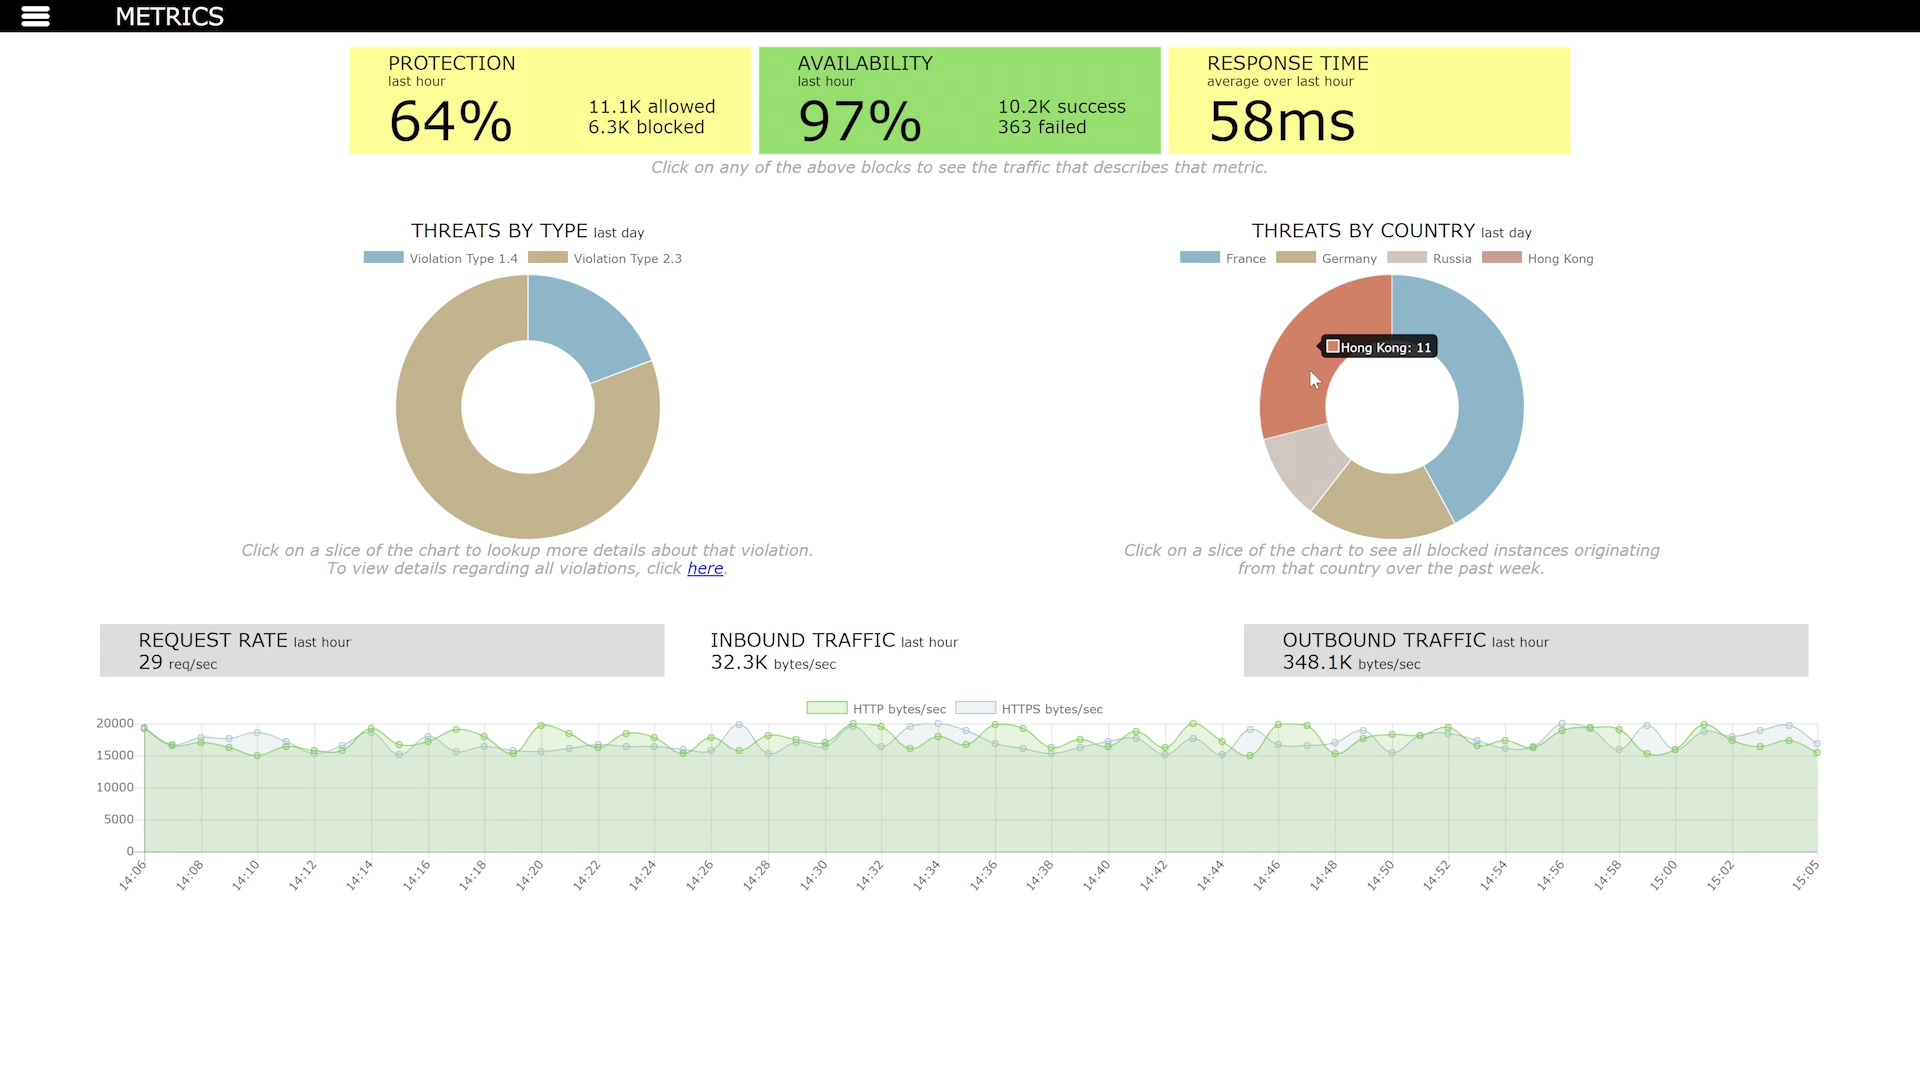 METRICS
PROTECTION
last hour
64%
11.1K allowed
6.3K blocked
AVAILABILITY
last hour
97%
10.2K success
363 failed
RESPONSE TIME
average over last hour
58ms
Click on any of the above blocks to see the traffic that describes that metric.
THREATS BY TYPE last day
Violation Type 1.4 Violation Type 2.3
Click on a slice of the chart to lookup more details about that violation.
To view details regarding all violations, click here.
THREATS BY COUNTRY last day
France Germany Russia Hong Kong
Hong Kong: 11
Click on a slice of the chart to see all blocked instances originating
from that country over the past week.
REQUEST RATE last hour
29 req/sec
INBOUND TRAFFIC last hour
32.3K bytes/sec
OUTBOUND TRAFFIC last hour
348.1K bytes/sec
HTTP bytes/sec HTTPS bytes/sec
20000
15000
10000
5000
0
14:06 14:08 14:10 14:12 14:14 14:16 14:18 14:20 14:22 14:24 14:26 14:28 14:30 14:32 14:34 14:36 14:38 14:40 14:42 14:44 14:46 14:48 14:50 14:52 14:54 14:56 14:58 15:00 15:02 15:05